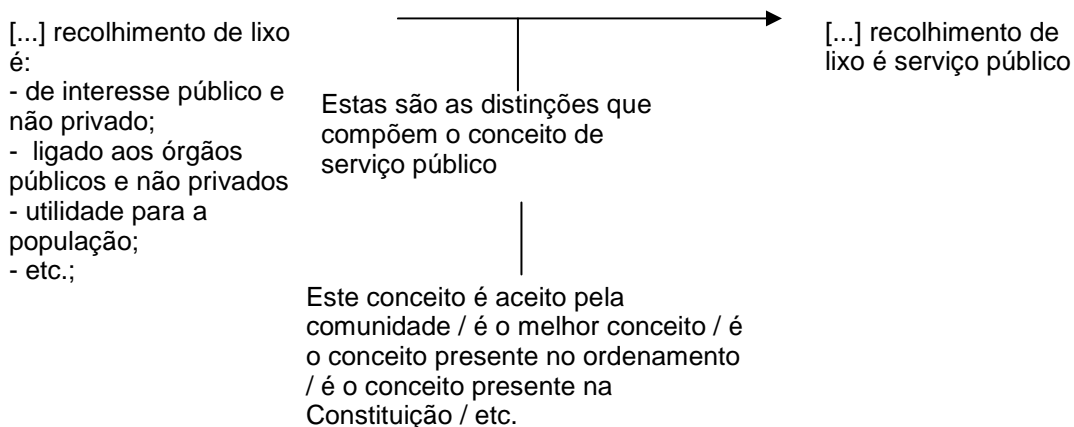 [...] recolhimento de lixo
é:
- de interesse público e
não privado;
- ligado aos órgãos
públicos e não privados
- utilidade para a
população;
- etc.;
Estas são as distinções que
compõem o conceito de
serviço público
Este conceito é aceito pela
comunidade / é o melhor conceito / é
o conceito presente no ordenamento
/ é o conceito presente na
Constituição / etc.
[...] recolhimento de
lixo é serviço público